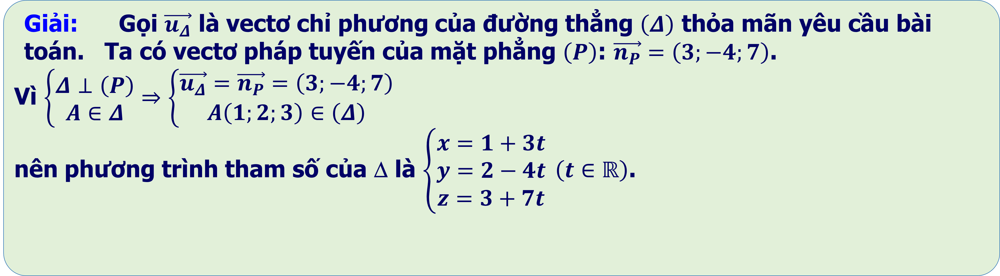 Giải: Gọi $\overrightarrow{u_\Delta}$ là vectơ chỉ phương của đường thẳng $(\Delta)$ thỏa mãn yêu cầu bài
toán. Ta có vectơ pháp tuyến của mặt phẳng $(P)$: $\overrightarrow{n_P} = (3; -4; 7)$.
Vì $\begin{cases} \Delta \perp (P) \\ A \in \Delta \end{cases} \Rightarrow \begin{cases} \overrightarrow{u_\Delta} = \overrightarrow{n_P} = (3; -4; 7) \\ A(1; 2; 3) \in (\Delta) \end{cases}$
nên phương trình tham số của $\Delta$ là $\begin{cases} x = 1 + 3t \\ y = 2 - 4t \\ z = 3 + 7t \end{cases} (t \in \mathbb{R})$.